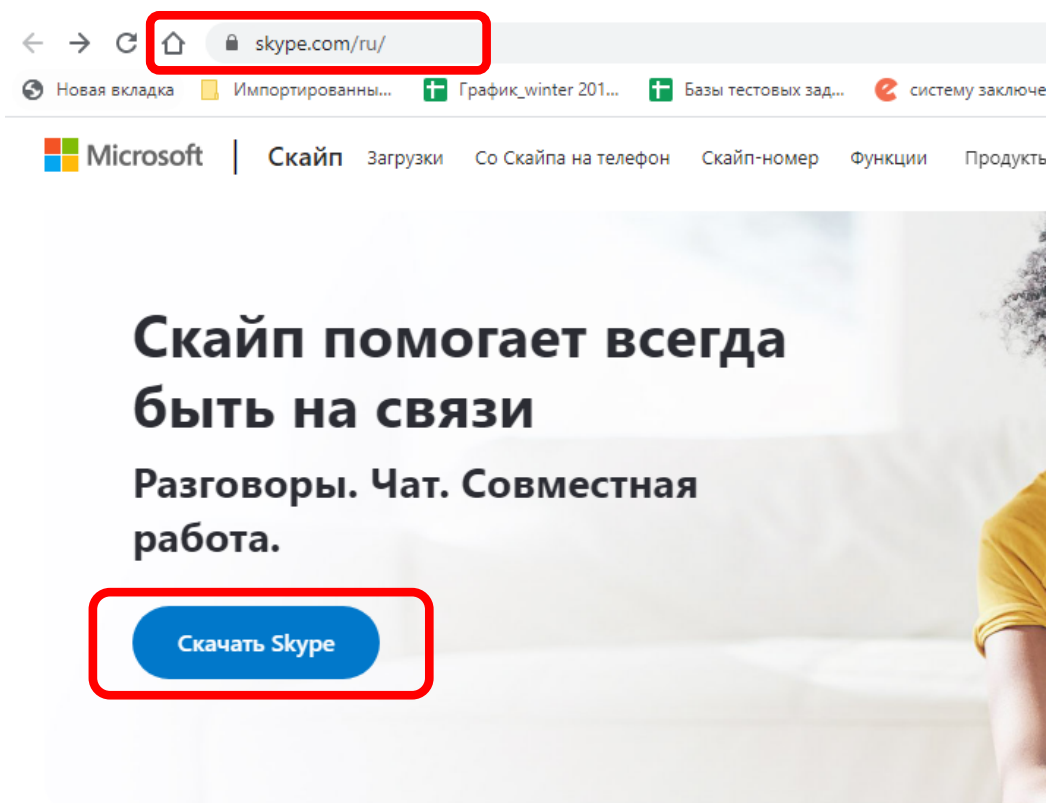 skype.com/ru/
Новая вкладка Импортированны... График_winter 201... Базы тестовых зад... систему заключе
Microsoft Скайп Загрузки Со Скайпа на телефон Скайп-номер Функции Продукты
Скайп помогает всегда
быть на связи
Разговоры. Чат. Совместная
работа.
Скачать Skype